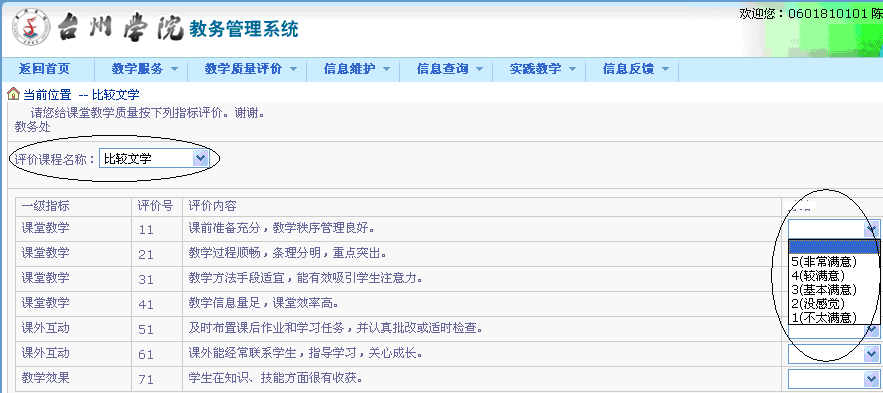 台州学院 教务管理系统
欢迎您：0601810101 陈
返回首页 教学服务 教学质量评价 信息维护 信息查询 实践教学 信息反馈
当前位置 -- 比较文学
请您给课堂教学质量按下列指标评价。谢谢。
教务处
评价课程名称： 比较文学
一级指标 评价号 评价内容
课堂教学 11 课前准备充分，教学秩序管理良好。
课堂教学 21 教学过程顺畅，条理分明，重点突出。
课堂教学 31 教学方法手段适宜，能有效吸引学生注意力。
课堂教学 41 教学信息量足，课堂效率高。
课外互动 51 及时布置课后作业和学习任务，并认真批改或适时检查。
课外互动 61 课外能经常联系学生，指导学习，关心成长。
教学效果 71 学生在知识、技能方面很有收获。
5(非常满意)
4(较满意)
3(基本满意)
2(没感觉)
1(不太满意)